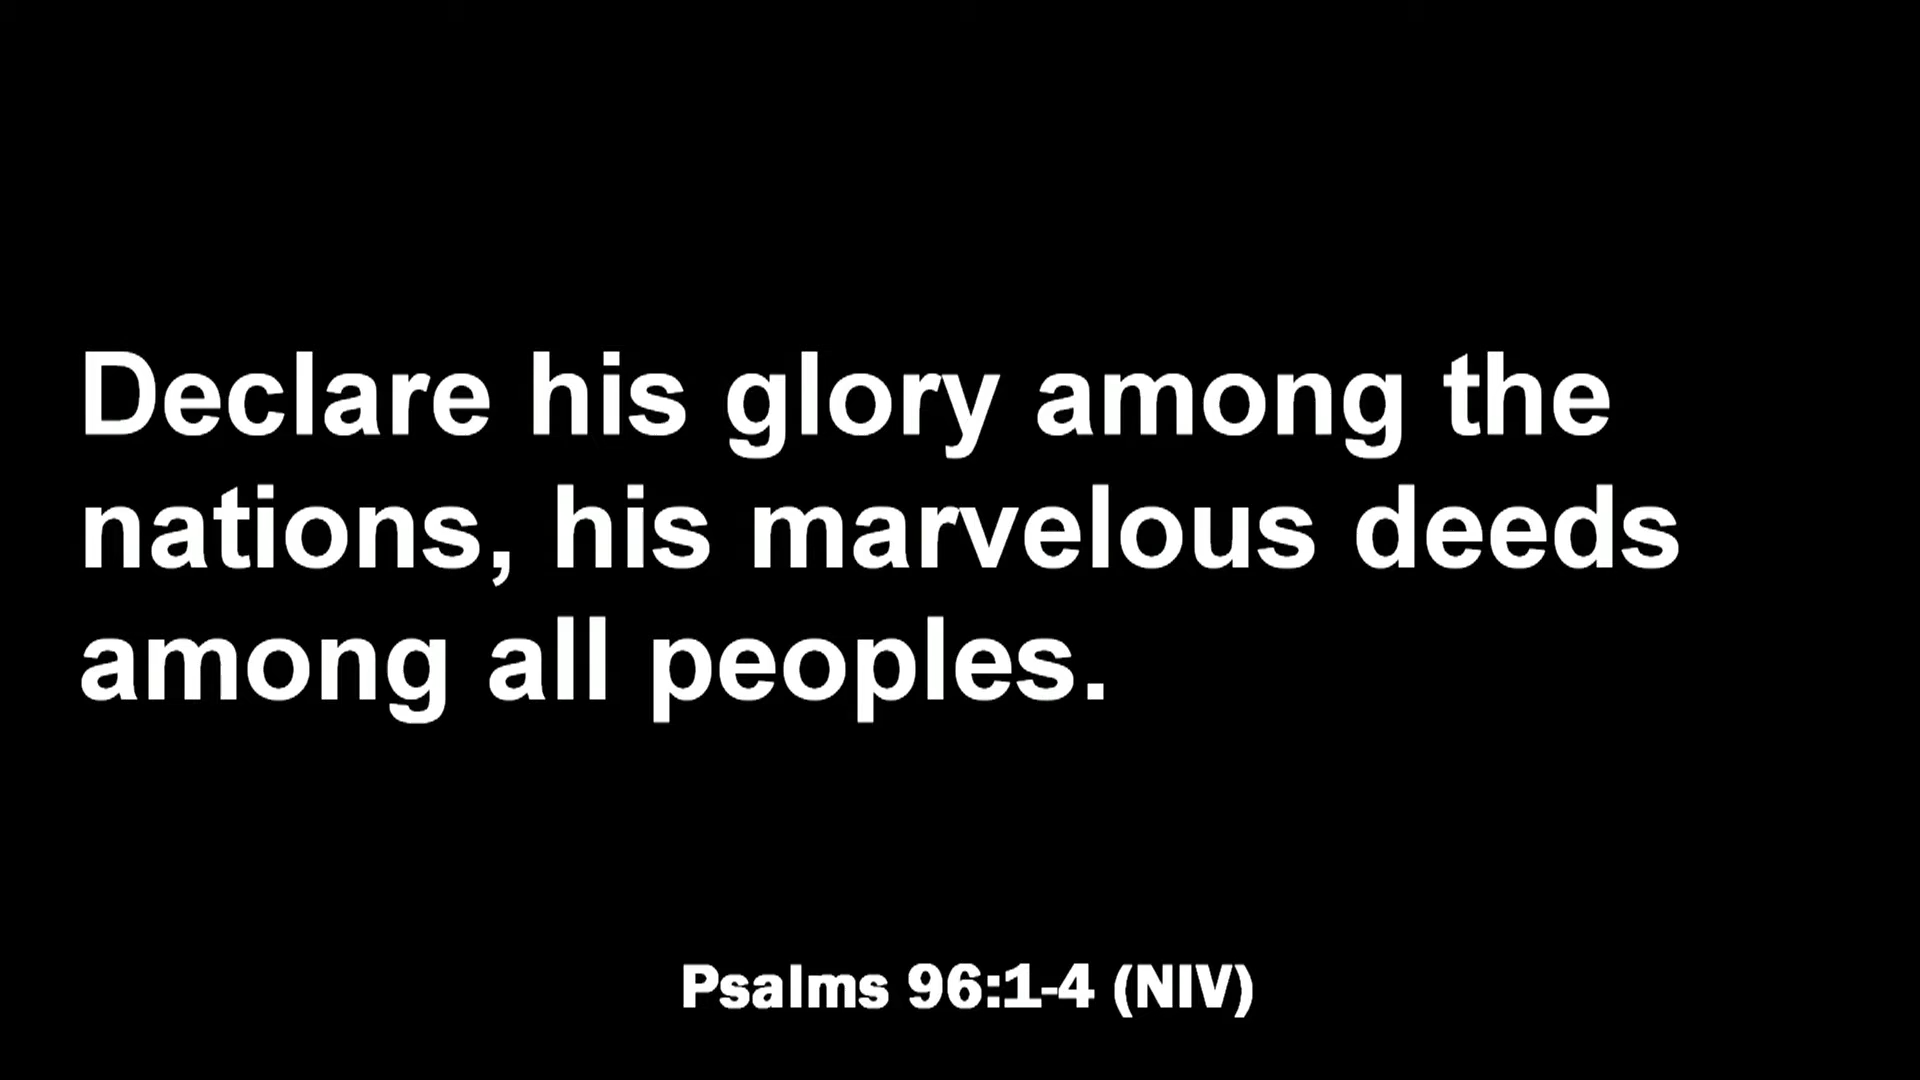 Declare his glory among the
nations, his marvelous deeds
among all peoples.
Psalms 96:1-4 (NIV)